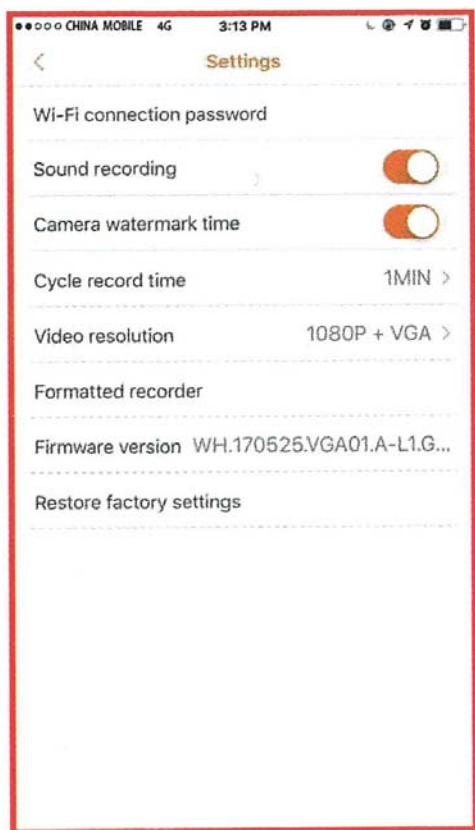 CHINA MOBILE 4G 3:13 PM
Settings
Wi-Fi connection password
Sound recording
Camera watermark time
Cycle record time 1MIN >
Video resolution 1080P + VGA >
Formatted recorder
Firmware version WH.170525.VGA01.A-L1.G...
Restore factory settings